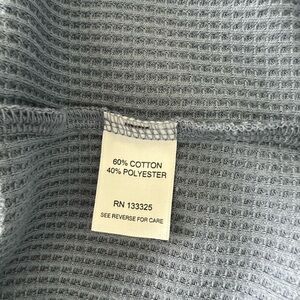 60% COTTON
40% POLYESTER
RN 133325
SEE REVERSE FOR CARE